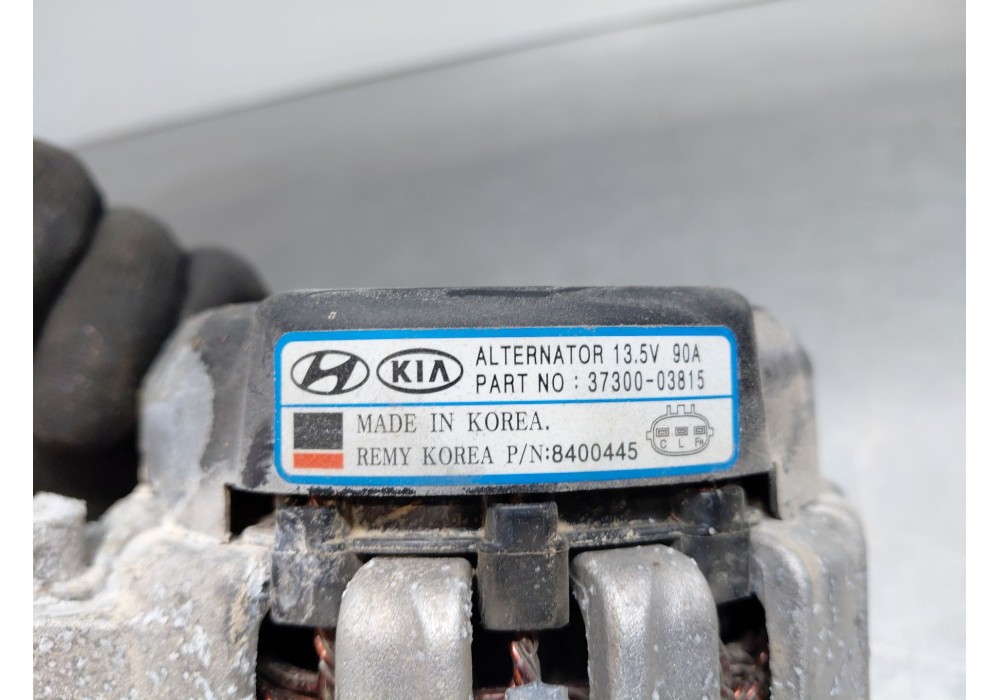 KIA ALTERNATOR 13.5V 90A
PART NO : 37300-03815
MADE IN KOREA.
REMY KOREA P/N:8400445
C L FR